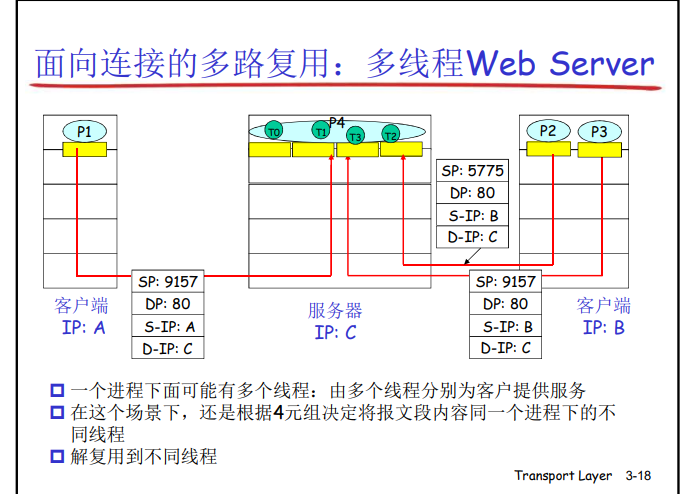 面向连接的多路复用：多线程Web Server
P1
P4
T0
T1
T3
T2
P2
P3
SP: 5775
DP: 80
S-IP: B
D-IP: C
SP: 9157
DP: 80
S-IP: A
D-IP: C
SP: 9157
DP: 80
S-IP: B
D-IP: C
客户端
IP: A
服务器
IP: C
客户端
IP: B
一个进程下面可能有多个线程：由多个线程分别为客户提供服务
在这个场景下，还是根据4元组决定将报文段内容同一个进程下的不
同线程
解复用到不同线程
Transport Layer 3-18